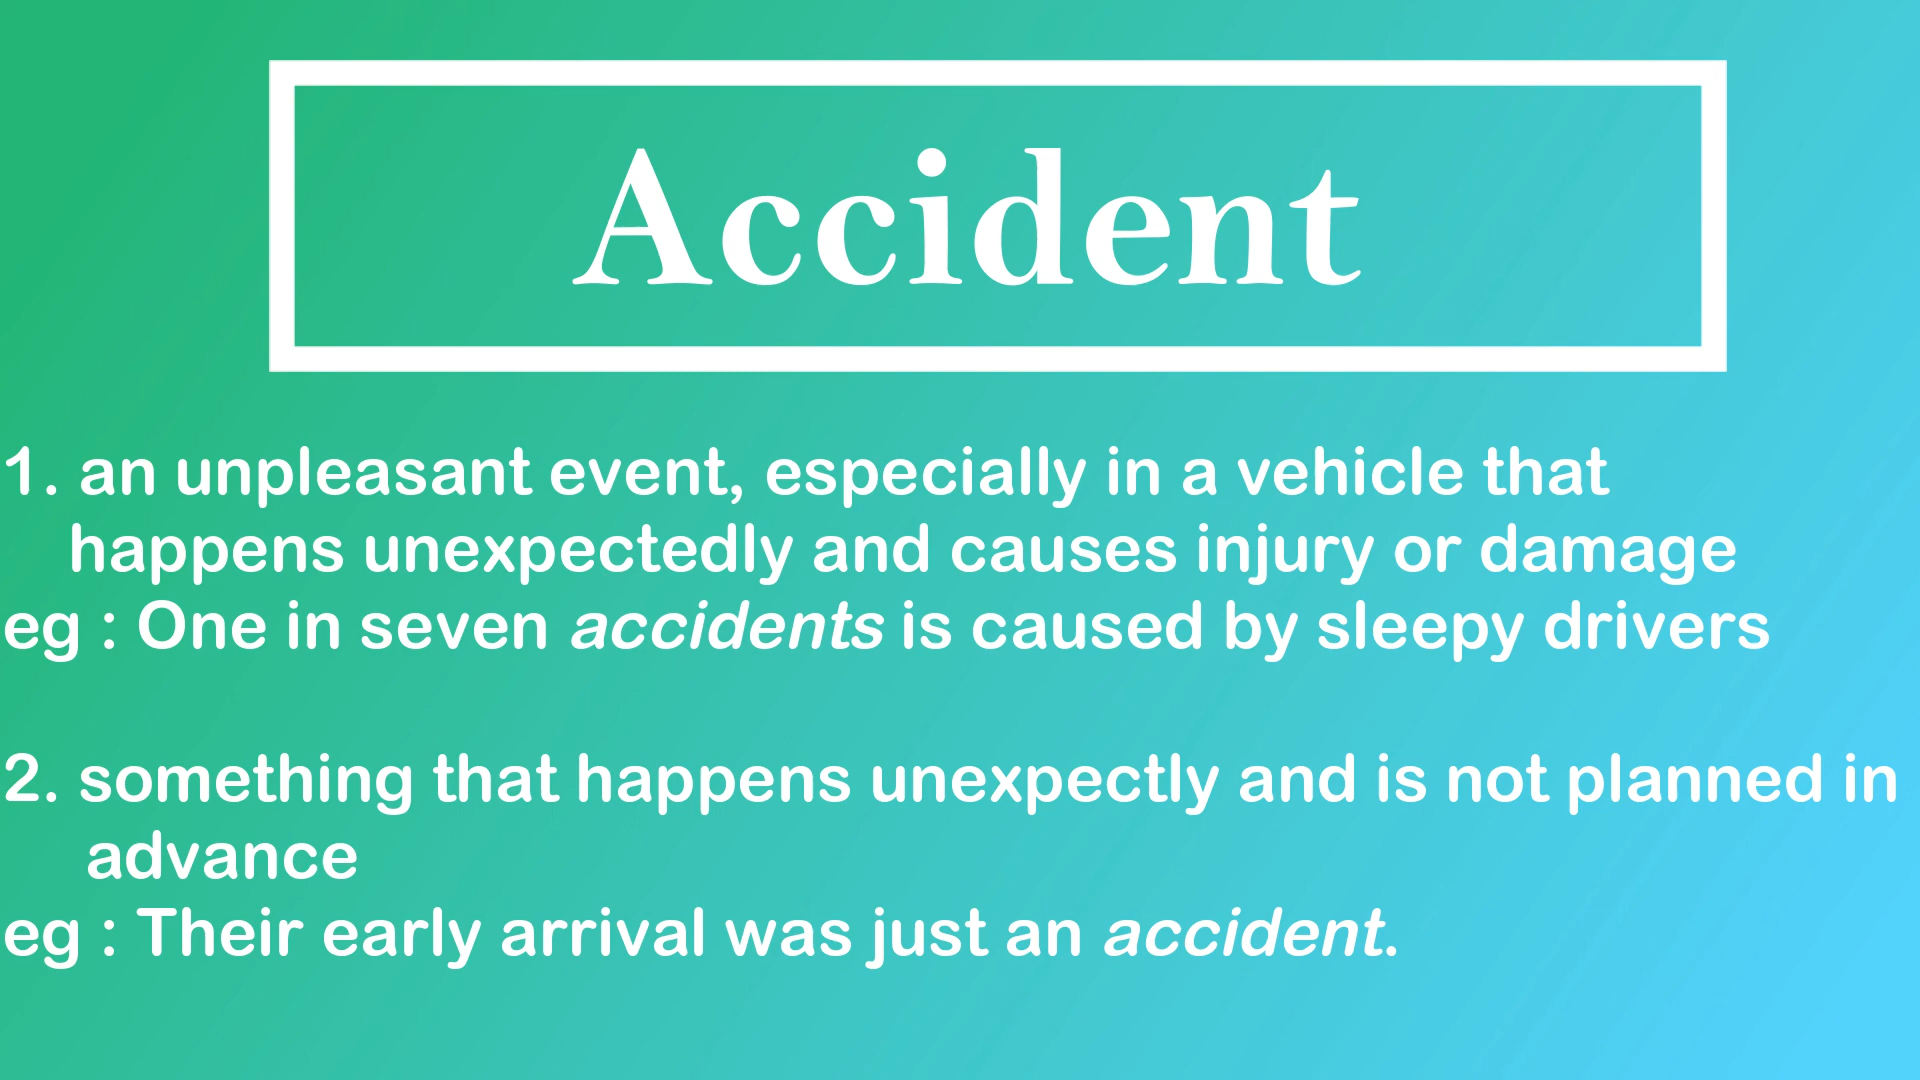 Accident
1. an unpleasant event, especially in a vehicle that
happens unexpectedly and causes injury or damage
eg : One in seven accidents is caused by sleepy drivers
2. something that happens unexpectly and is not planned in
advance
eg : Their early arrival was just an accident.